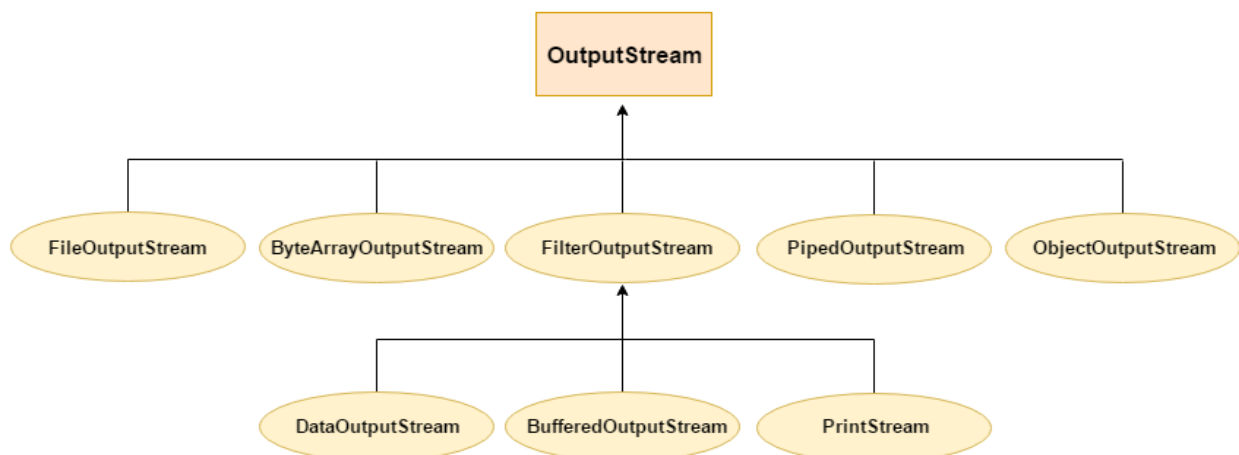 OutputStream
FileOutputStream
ByteArrayOutputStream
FilterOutputStream
PipedOutputStream
ObjectOutputStream
DataOutputStream
BufferedOutputStream
PrintStream